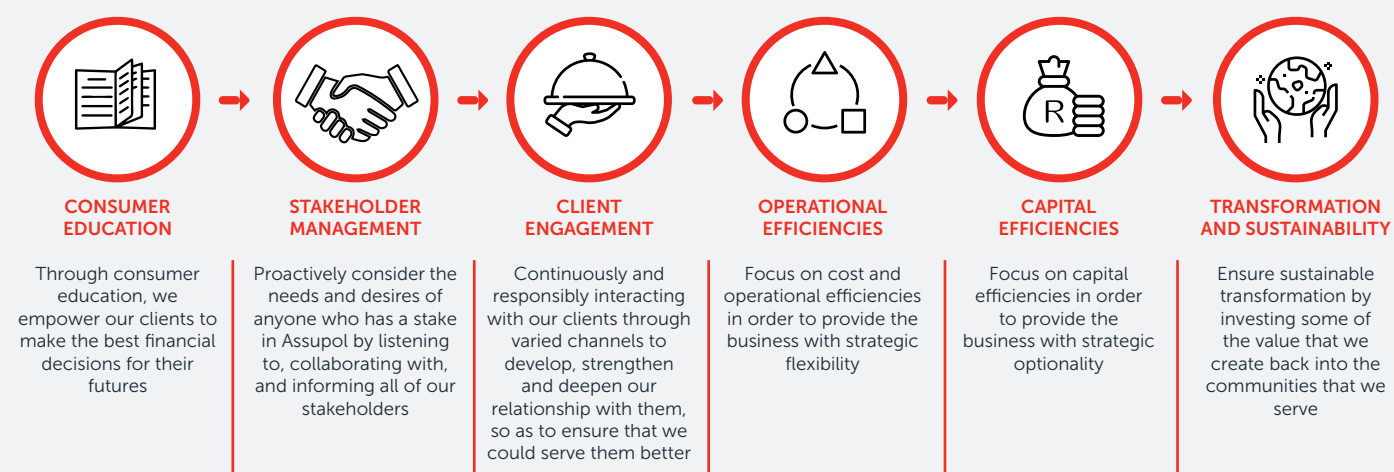 R
CONSUMER
EDUCATION
Through consumer
education, we
empower our clients to
make the best financial
decisions for their
futures
STAKEHOLDER
MANAGEMENT
Proactively consider the
needs and desires of
anyone who has a stake
in Assupol by listening
to, collaborating with,
and informing all of our
stakeholders
CLIENT
ENGAGEMENT
Continuously and
responsibly interacting
with our clients through
varied channels to
develop, strengthen
and deepen our
relationship with them,
so as to ensure that we
could serve them better
OPERATIONAL
EFFICIENCIES
Focus on cost and
operational efficiencies
in order to provide the
business with strategic
flexibility
CAPITAL
EFFICIENCIES
Focus on capital
efficiencies in order
to provide the
business with strategic
optionality
TRANSFORMATION
AND SUSTAINABILITY
Ensure sustainable
transformation by
investing some of
the value that we
create back into the
communities that we
serve